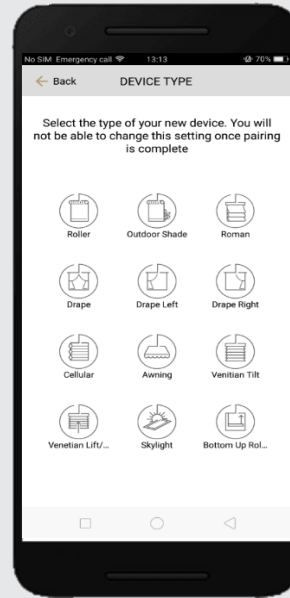 No SIM Emergency call 13:13 70%
Back DEVICE TYPE
Select the type of your new device. You will
not be able to change this setting once pairing
is complete
Roller Outdoor Shade Roman
Drape Drape Left Drape Right
Cellular Awning Venitian Tilt
Venetian Lift/... Skylight Bottom Up Rol...